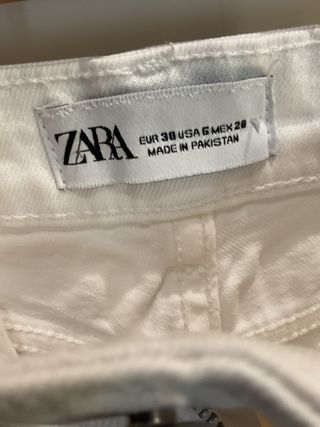 ZARA
EUR 38 USA 6 MEX 28
MADE IN PAKISTAN